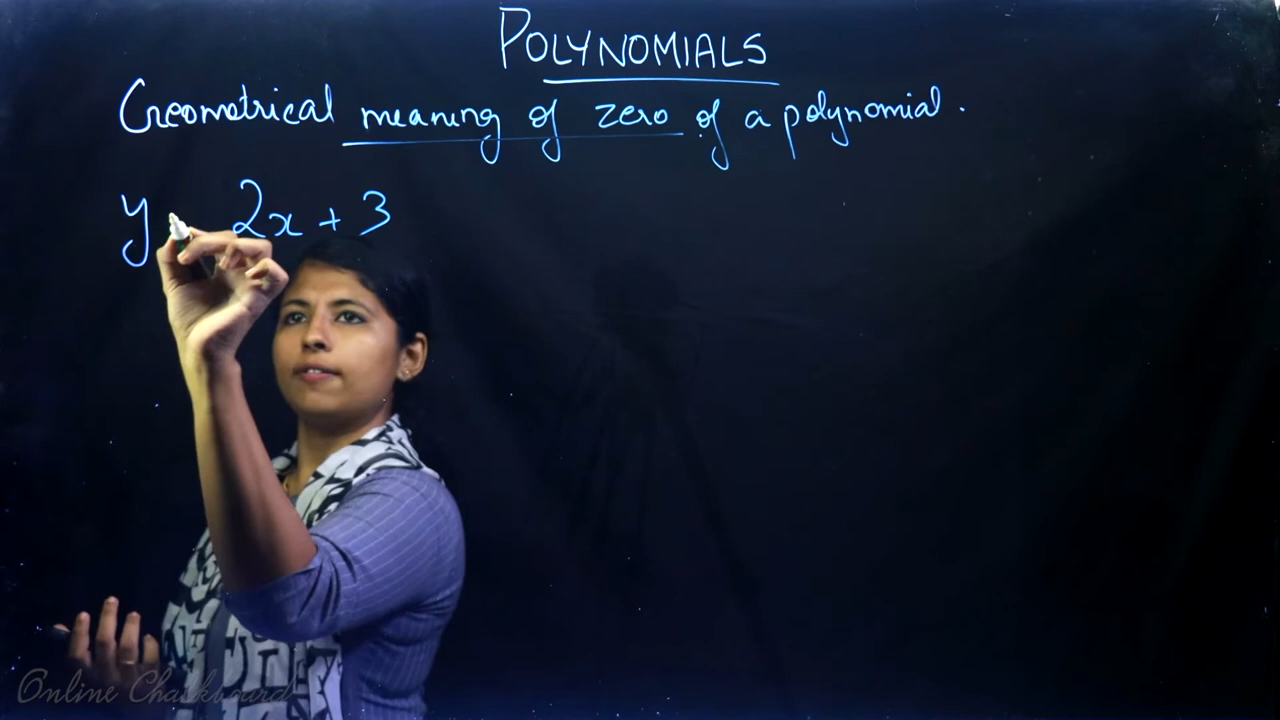 POLYNOMIALS
Geometrical meaning of zero of a polynomial.
y 2x + 3
Online Chalkboard